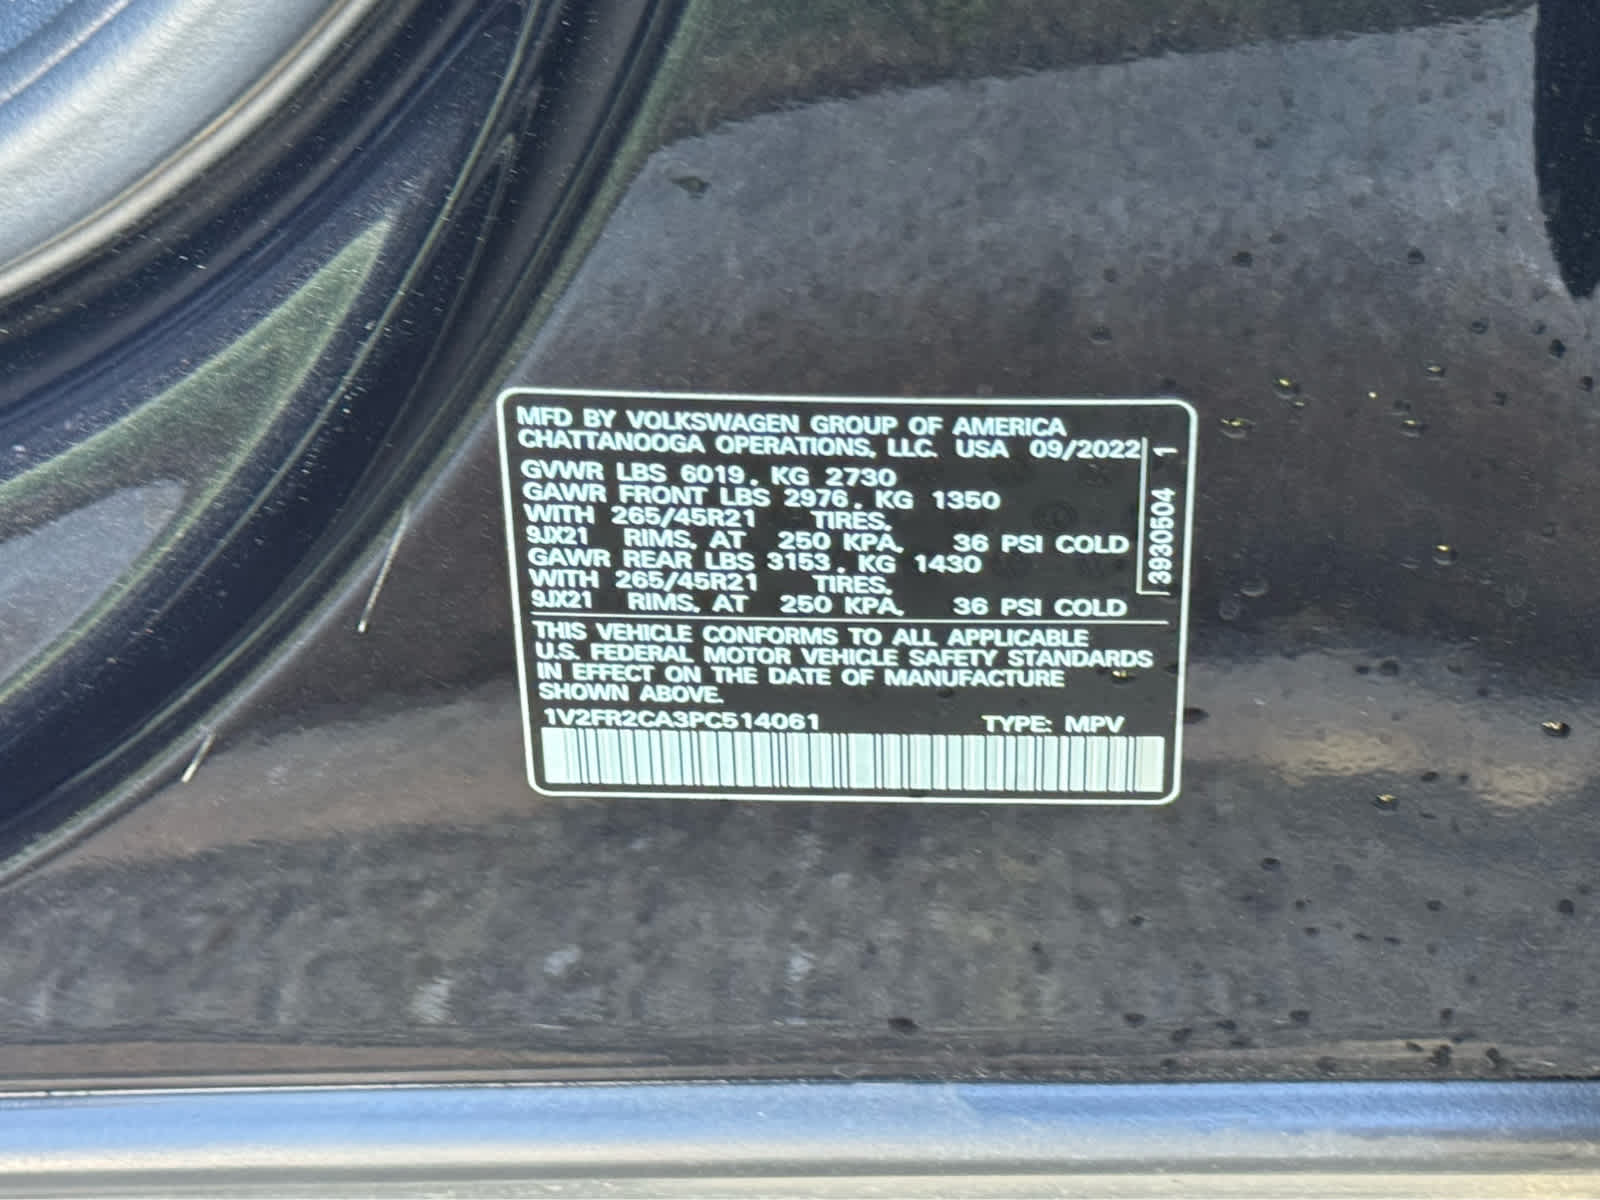 MFD BY VOLKSWAGEN GROUP OF AMERICA
CHATTANOOGA OPERATIONS, LLC. USA 09/2022
GVWR LBS 6019, KG 2730
GAWR FRONT LBS 2976, KG 1350
WITH 265/45R21 TIRES.
9JX21 RIMS, AT 250 KPA, 36 PSI COLD
GAWR REAR LBS 3153, KG 1430
WITH 265/45R21 TIRES.
9JX21 RIMS, AT 250 KPA, 36 PSI COLD
3930504 1
THIS VEHICLE CONFORMS TO ALL APPLICABLE
U.S. FEDERAL MOTOR VEHICLE SAFETY STANDARDS
IN EFFECT ON THE DATE OF MANUFACTURE
SHOWN ABOVE.
1V2FR2CA3PC514061 TYPE: MPV